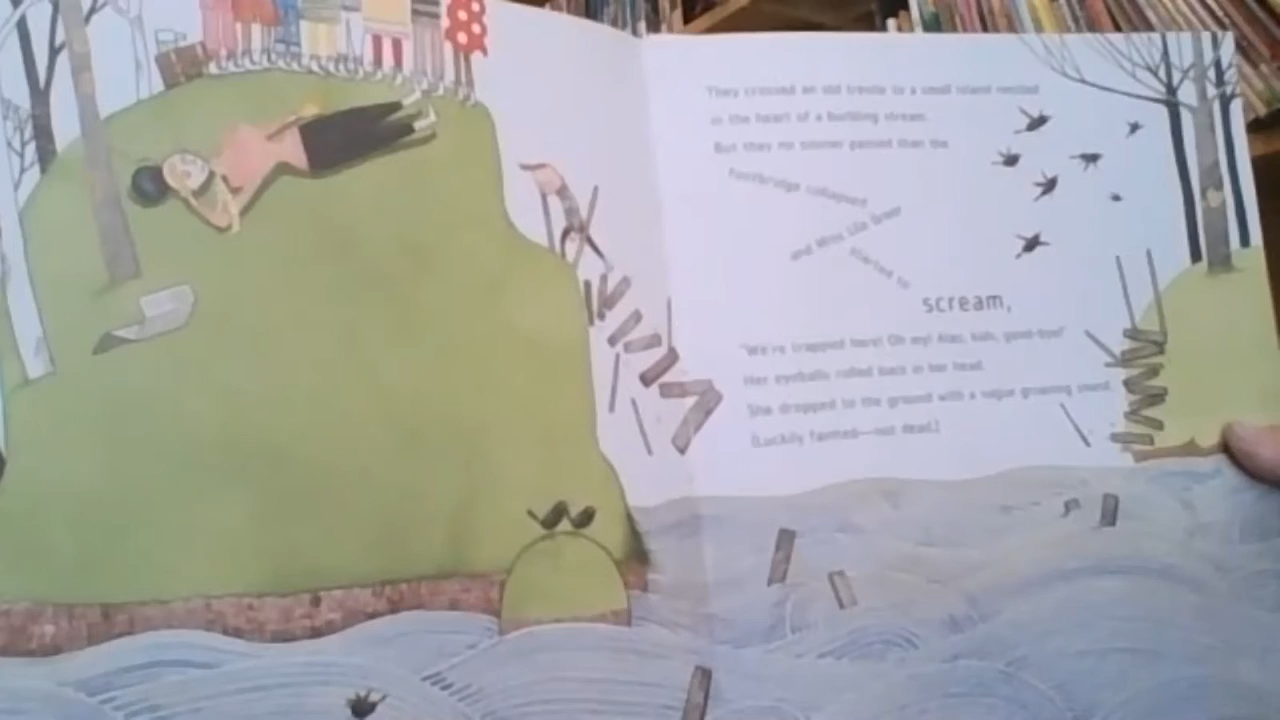 They crossed an old trestle to a small island nestled
in the heart of a burbling stream.
But they no sooner passed than the
footbridge collapsed
and Miss Lila Greer
started to
scream,
"We're trapped here! Oh my! Alas, kids, good-bye!"
Her eyeballs rolled back in her head.
She dropped to the ground with a vague groaning sound.
(Luckily fainted—not dead.)